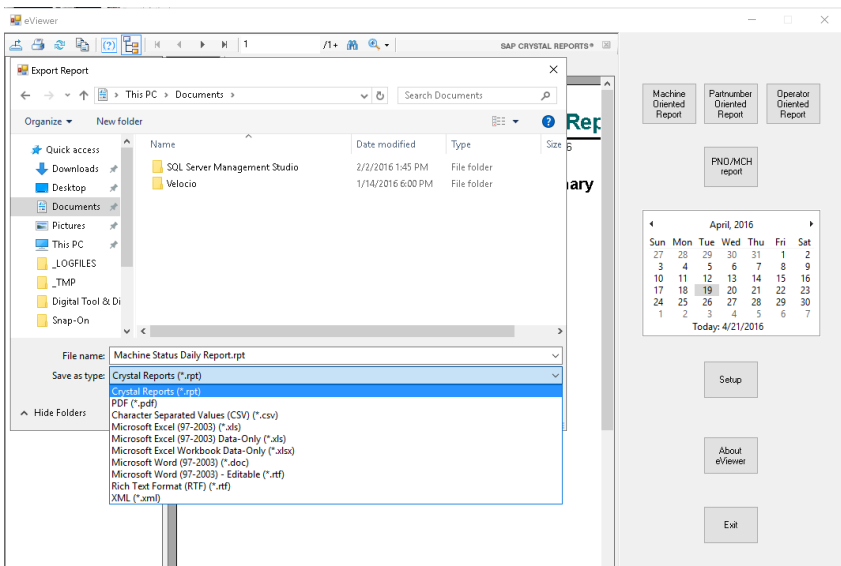 eViewer
1 /1+ SAP CRYSTAL REPORTS®
Export Report
This PC > Documents > Search Documents
Organize New folder
Name Date modified Type Size
Quick access
Downloads
Desktop
Documents
Pictures
This PC
_LOGFILES
_TMP
Digital Tool & Di
Snap-On
SQL Server Management Studio 2/2/2016 1:45 PM File folder
Velocio 1/14/2016 6:00 PM File folder
File name: Machine Status Daily Report.rpt
Save as type: Crystal Reports (*.rpt)
Crystal Reports (*.rpt)
PDF (*.pdf)
Character Separated Values (CSV) (*.csv)
Microsoft Excel (97-2003) (*.xls)
Microsoft Excel (97-2003) Data-Only (*.xls)
Microsoft Excel Workbook Data-Only (*.xlsx)
Microsoft Word (97-2003) (*.doc)
Microsoft Word (97-2003) - Editable (*.rtf)
Rich Text Format (RTF) (*.rtf)
XML (*.xml)
Hide Folders
Rep
6
ary
Machine
Oriented
Report
Partnumber
Oriented
Report
Operator
Oriented
Report
PNO/MCH
report
April, 2016
Sun Mon Tue Wed Thu Fri Sat
27 28 29 30 31 1 2
3 4 5 6 7 8 9
10 11 12 13 14 15 16
17 18 19 20 21 22 23
24 25 26 27 28 29 30
1 2 3 4 5 6 7
Today: 4/21/2016
Setup
About
eViewer
Exit